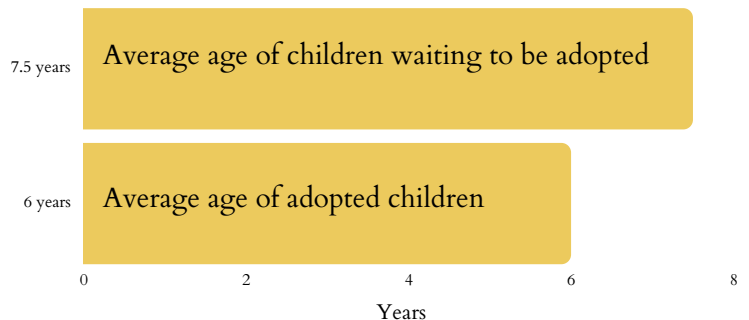 Average age of children waiting to be adopted
7.5 years
Average age of adopted children
6 years
0 2 4 6 8
Years